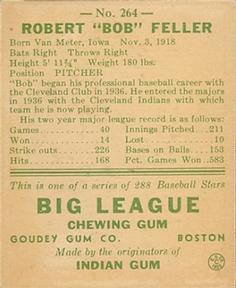 — No. 264 —
ROBERT "BOB" FELLER
Born Van Meter, Iowa Nov. 3, 1918
Bats Right Throws Right
Height 5' 11¾" Weight 180 lbs.
Position PITCHER
"Bob" began his professional baseball career with
the Cleveland Club in 1936. He entered the majors
in 1936 with the Cleveland Indians with which
team he is now playing.
His two year major league record is as follows:
Games..........40 Innings Pitched...211
Won..........14 Lost..........10
Strike outs......226 Bases on Balls....153
Hits..........168 Pct. Games Won..583
This is one of a series of 288 Baseball Stars
BIG LEAGUE
CHEWING GUM
GOUDEY GUM CO. BOSTON
Made by the originators of
INDIAN GUM